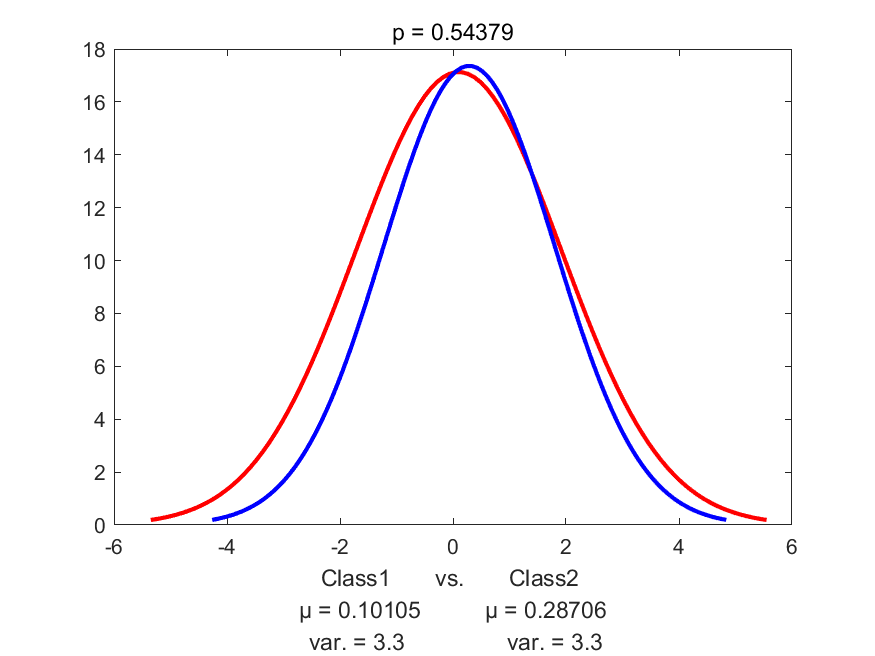 p = 0.54379
18
16
14
12
10
8
6
4
2
0
-6 -4 -2 0 2 4 6
Class1 vs. Class2
μ = 0.10105 μ = 0.28706
var. = 3.3 var. = 3.3